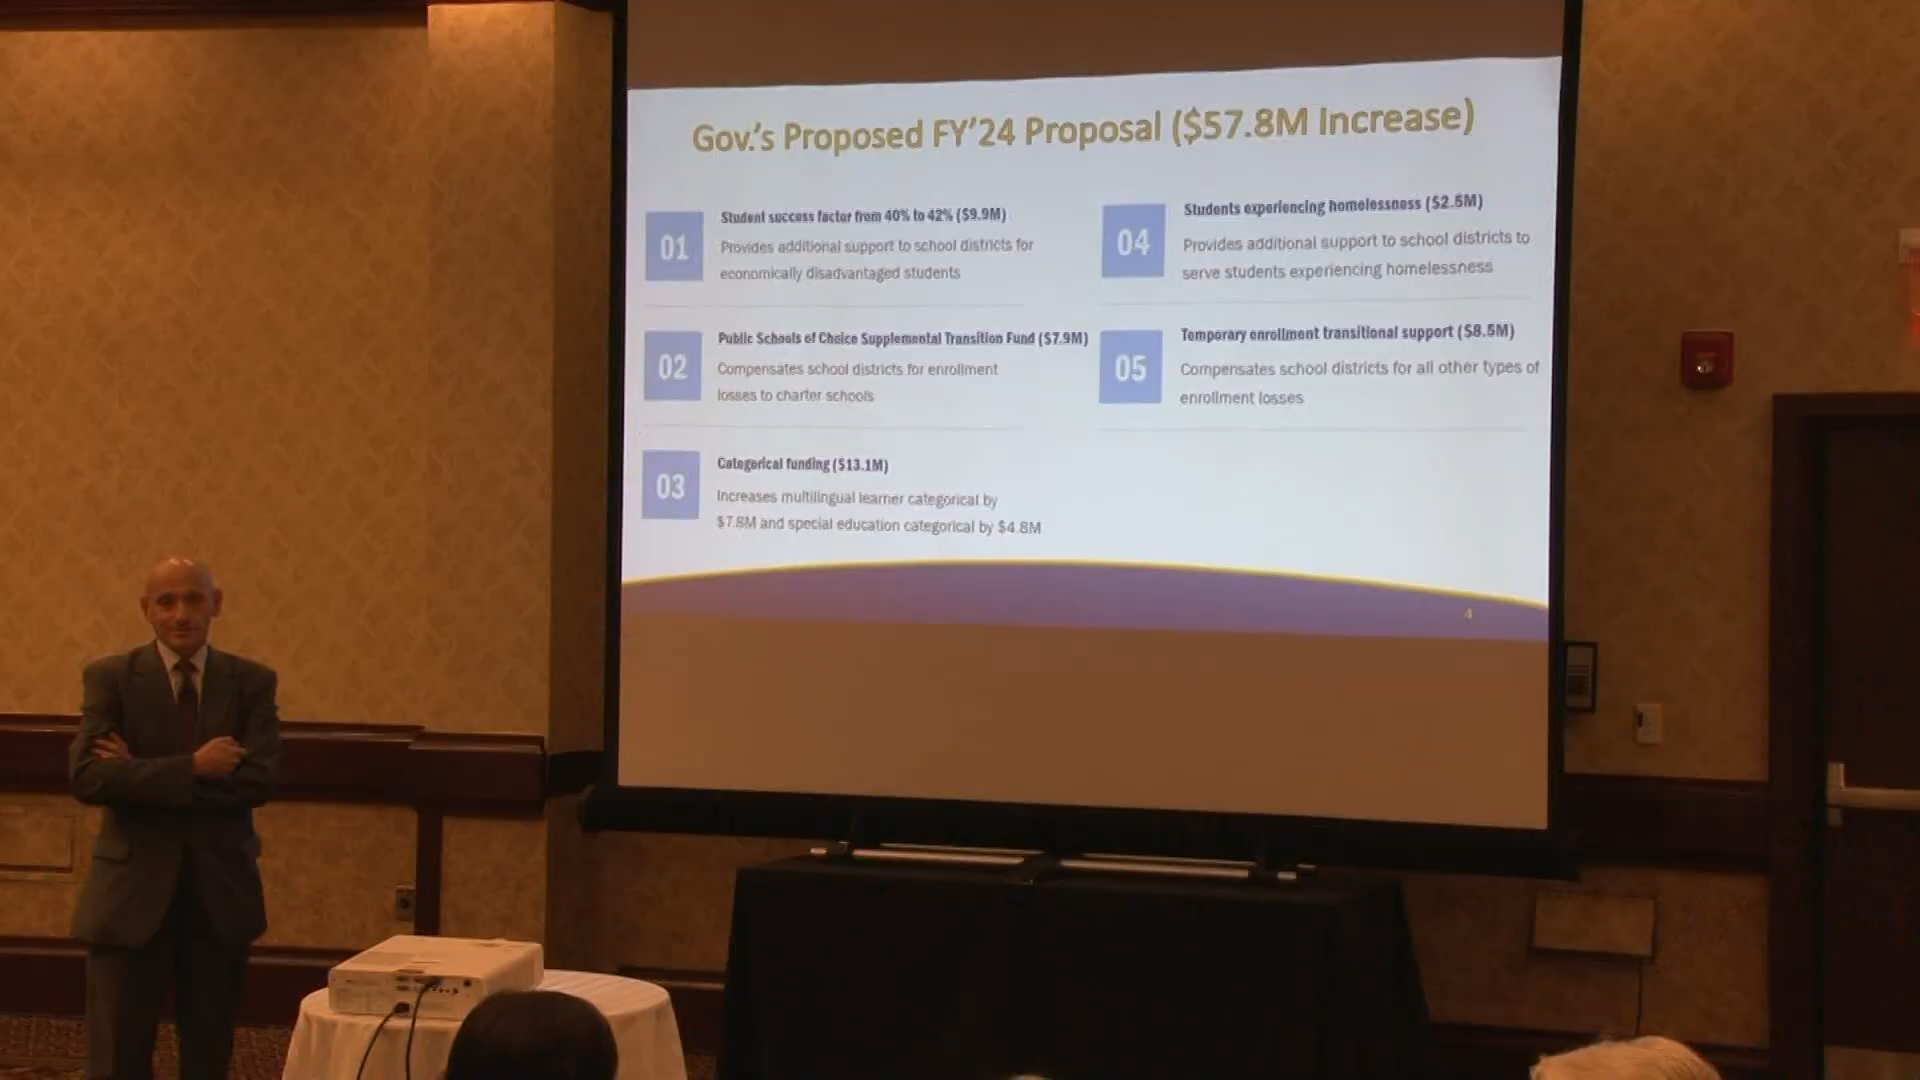 Gov.'s Proposed FY'24 Proposal ($57.8M Increase)
01
Student success factor from 40% to 42% ($9.9M)
Provides additional support to school districts for
economically disadvantaged students
02
Public Schools of Choice Supplemental Transition Fund ($7.9M)
Compensates school districts for enrollment
losses to charter schools
03
Categorical funding ($13.1M)
Increases multilingual learner categorical by
$7.8M and special education categorical by $4.8M
04
Students experiencing homelessness ($2.5M)
Provides additional support to school districts to
serve students experiencing homelessness
05
Temporary enrollment transitional support ($8.5M)
Compensates school districts for all other types of
enrollment losses
4